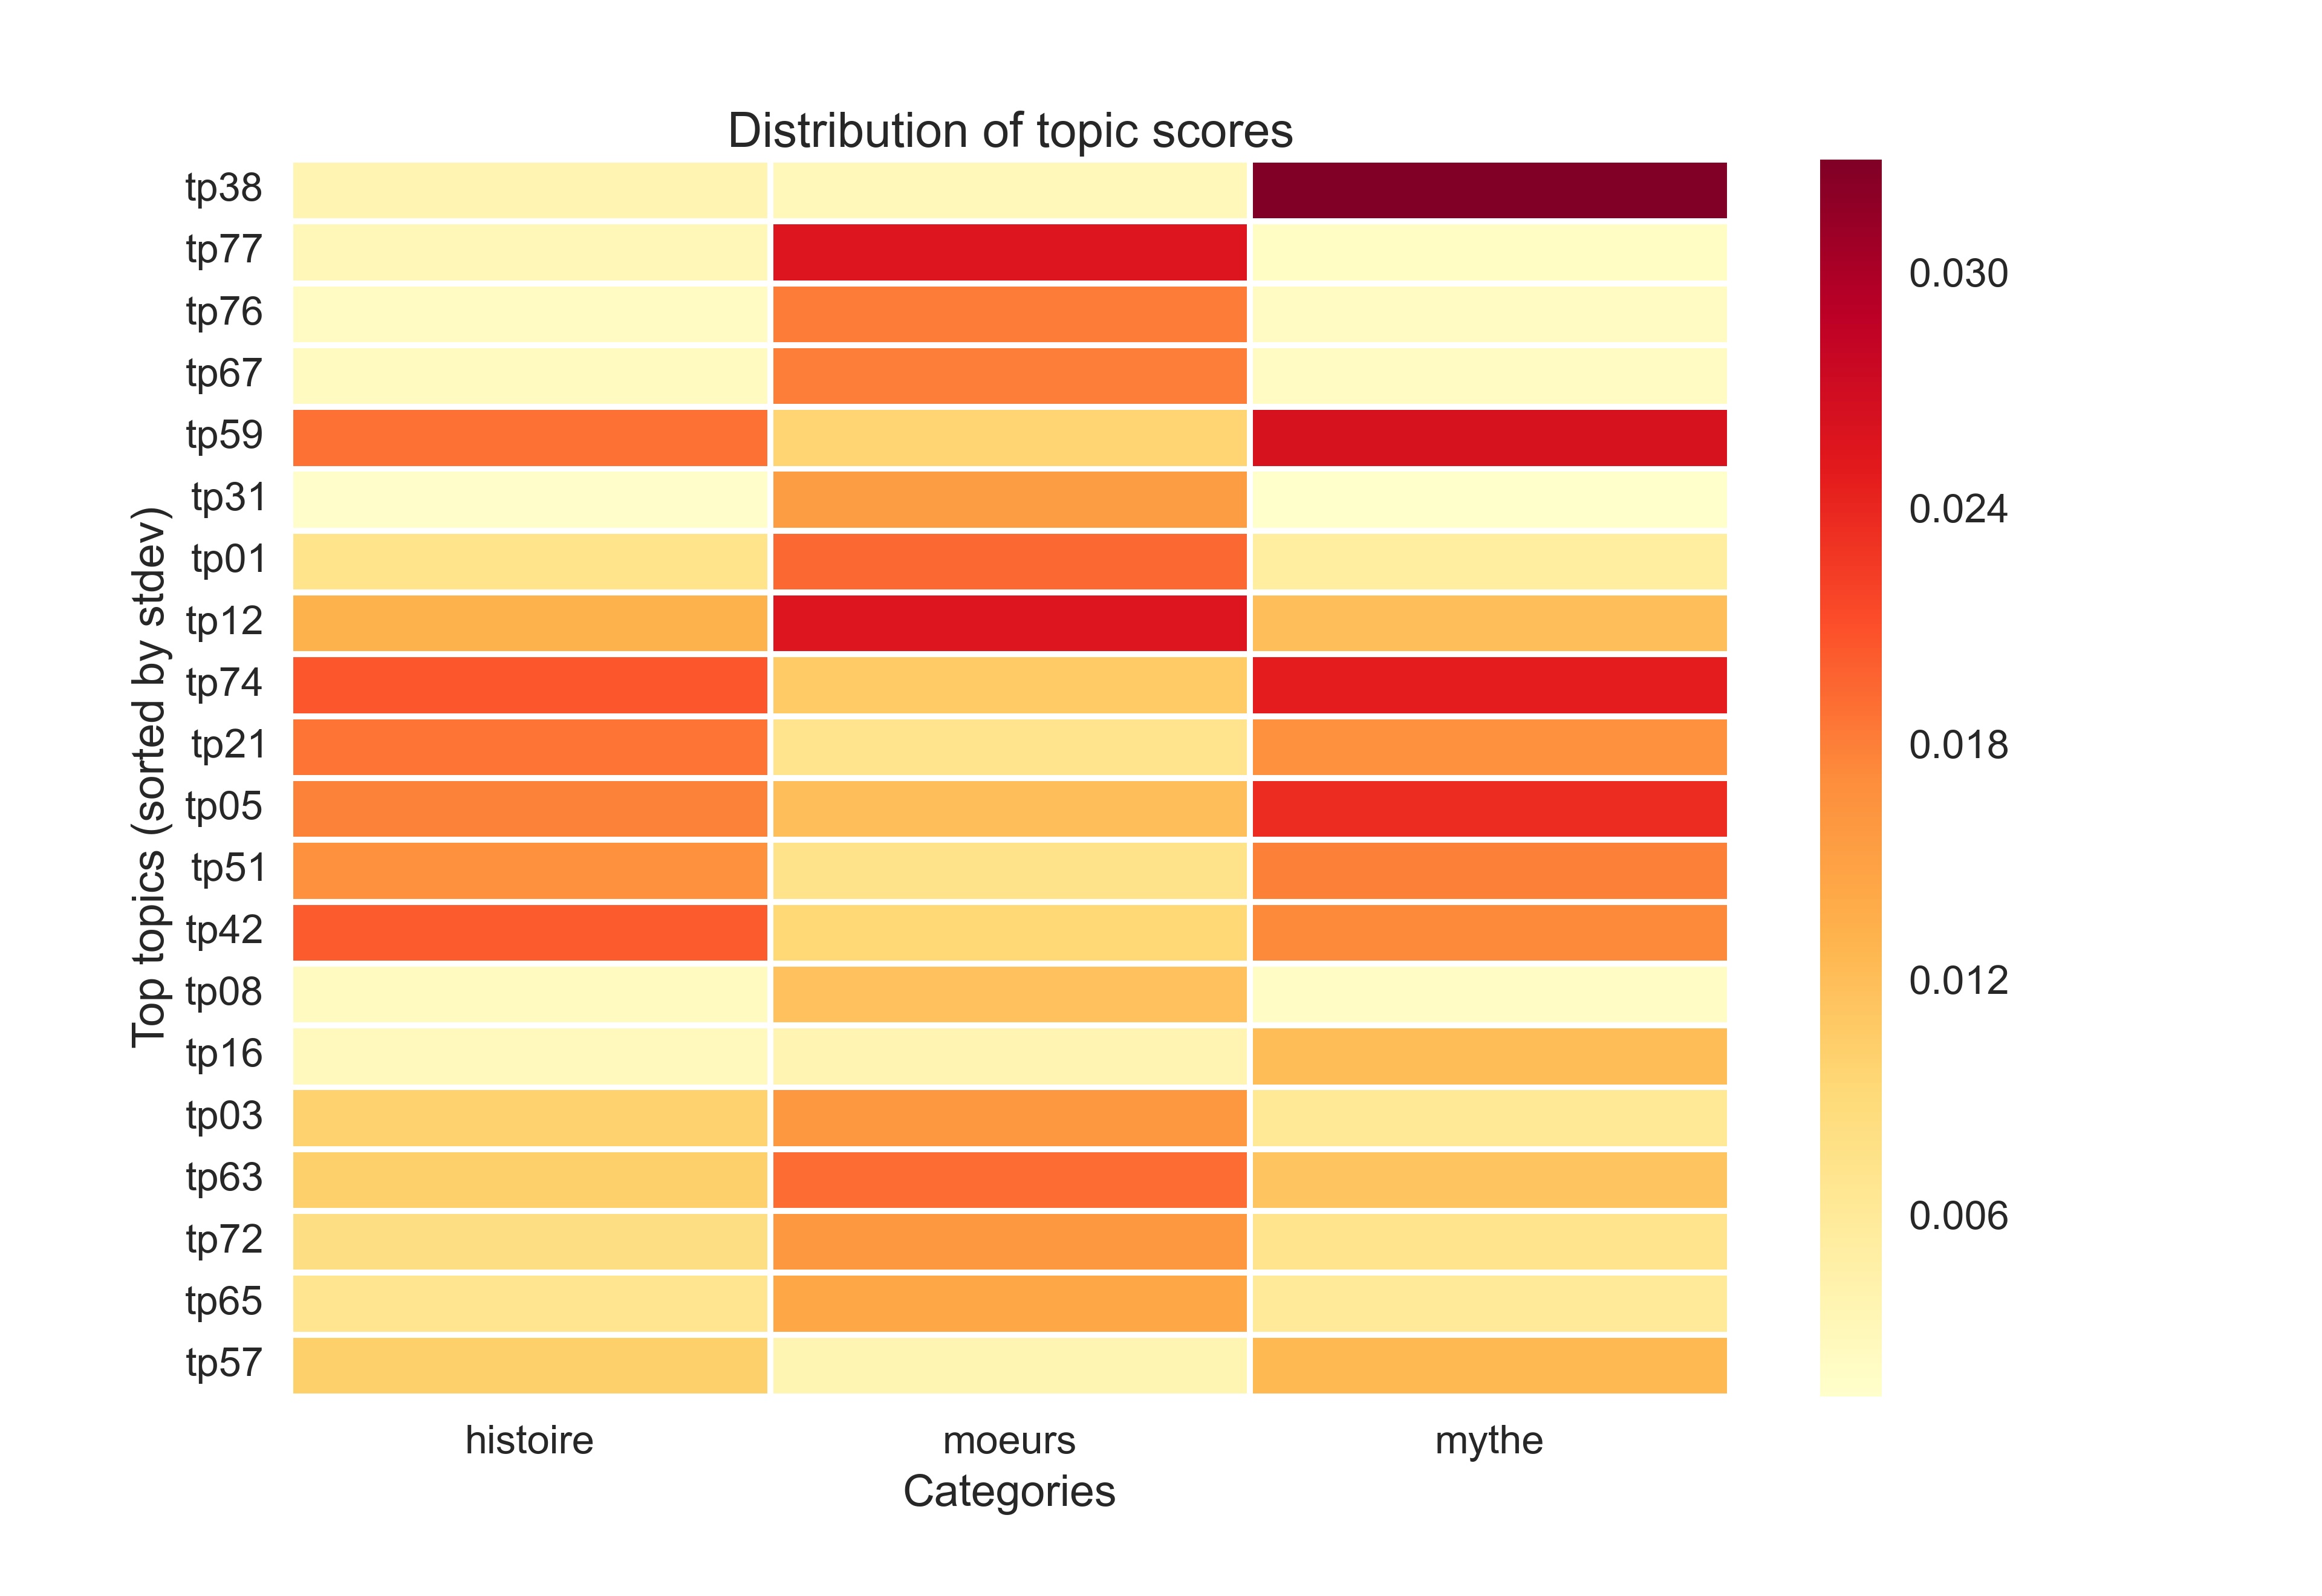 Distribution of topic scores
Top topics (sorted by stdev)
tp38
tp77
tp76
tp67
tp59
tp31
tp01
tp12
tp74
tp21
tp05
tp51
tp42
tp08
tp16
tp03
tp63
tp72
tp65
tp57
histoire moeurs mythe
Categories
0.030
0.024
0.018
0.012
0.006